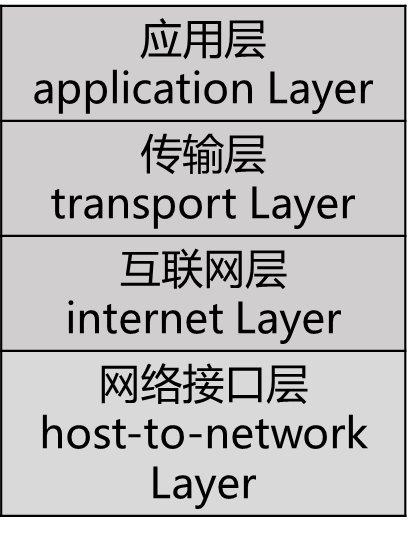 应用层
application Layer
传输层
transport Layer
互联网层
internet Layer
网络接口层
host-to-network
Layer